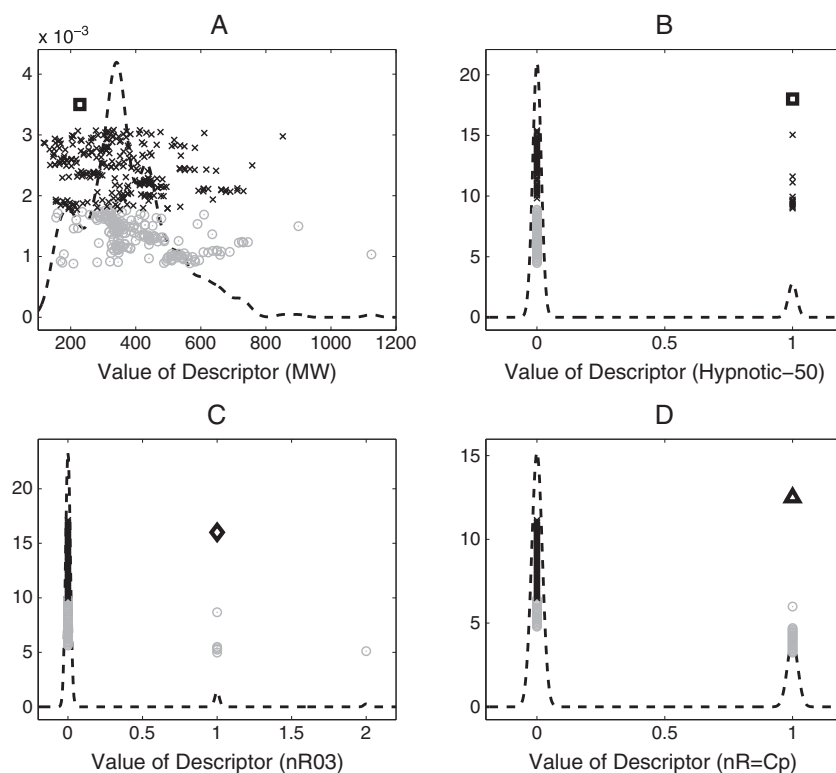 A
x 10⁻³
4
3
2
1
0
200 400 600 800 1000 1200
Value of Descriptor (MW)
B
20
15
10
5
0
0 0.5 1
Value of Descriptor (Hypnotic−50)
C
20
15
10
5
0
0 0.5 1 1.5 2
Value of Descriptor (nR03)
D
15
10
5
0
0 0.5 1
Value of Descriptor (nR=Cp)